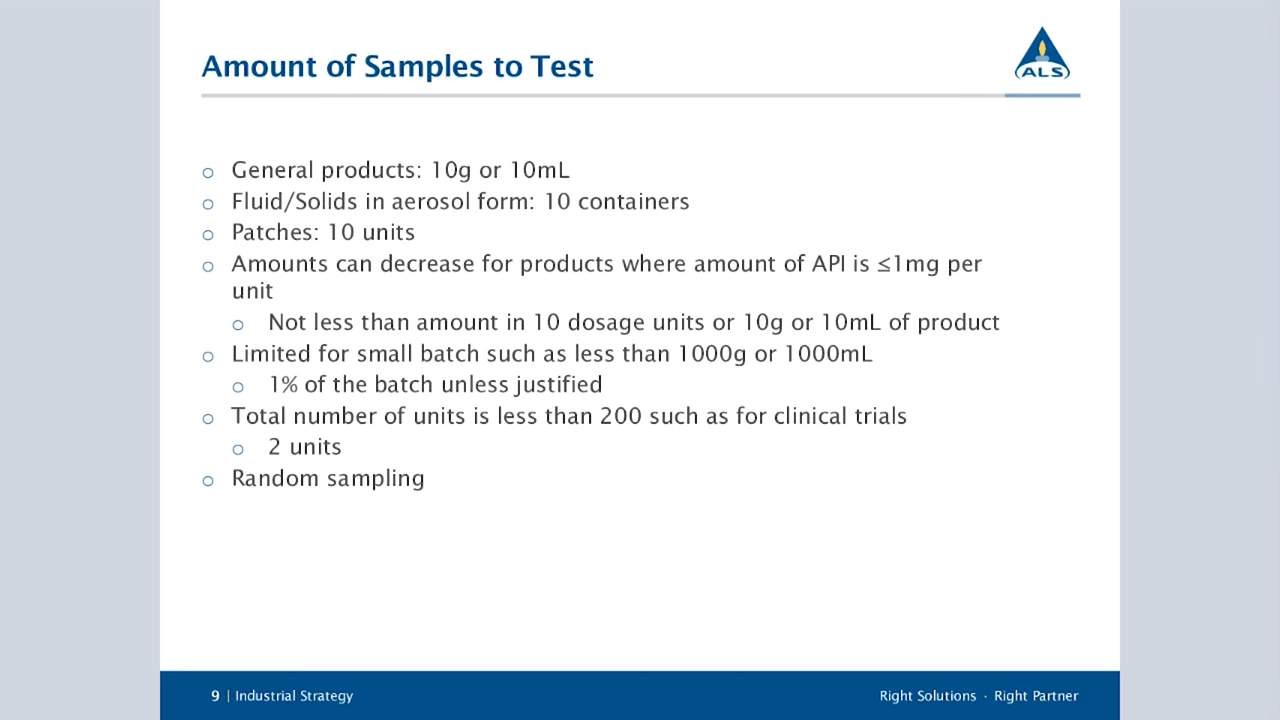 Amount of Samples to Test
ALS
o General products: 10g or 10mL
o Fluid/Solids in aerosol form: 10 containers
o Patches: 10 units
o Amounts can decrease for products where amount of API is ≤1mg per
unit
o Not less than amount in 10 dosage units or 10g or 10mL of product
o Limited for small batch such as less than 1000g or 1000mL
o 1% of the batch unless justified
o Total number of units is less than 200 such as for clinical trials
o 2 units
o Random sampling
9 | Industrial Strategy
Right Solutions · Right Partner